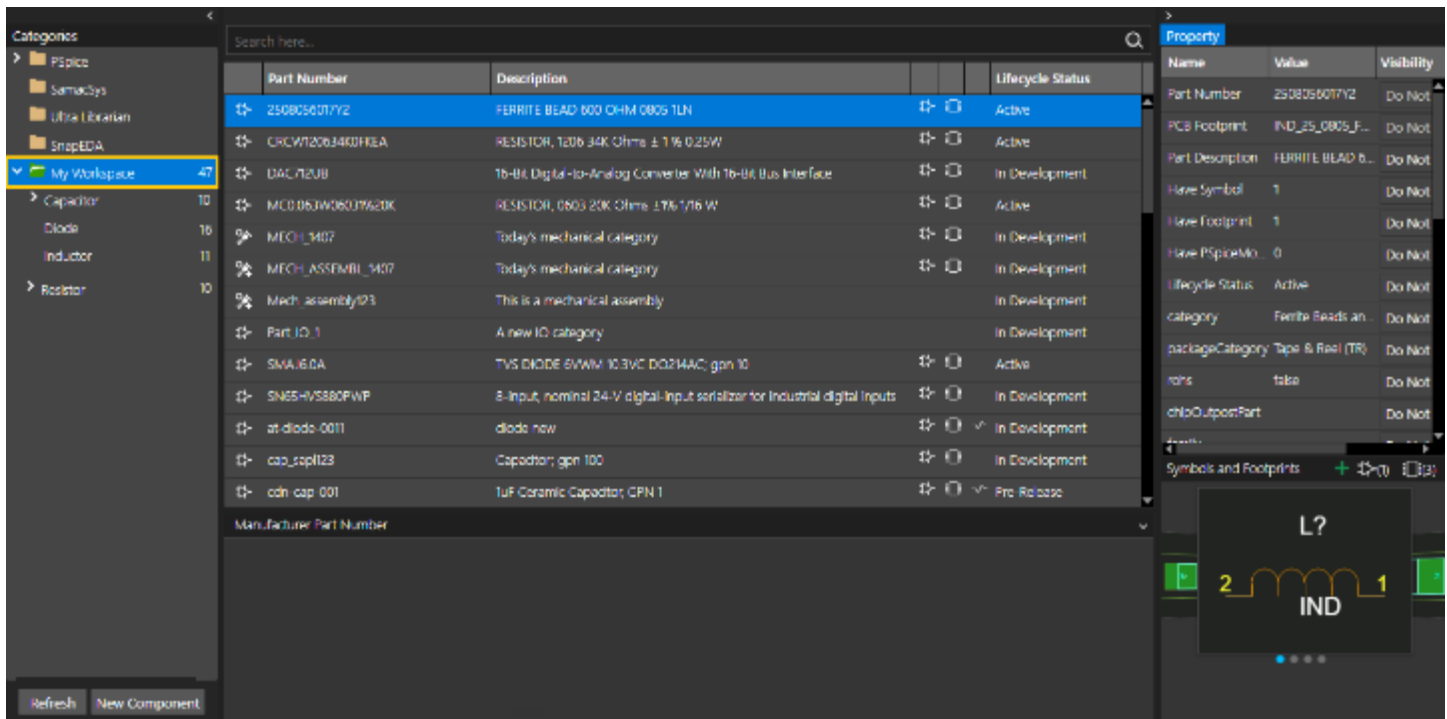 Categories
PSpice
SamacSys
Ultra Librarian
SnapEDA
My Workspace 47
Capacitor 10
Diode 16
Inductor 11
Resistor 10
Refresh New Component
Search here...
Part Number Description Lifecycle Status
2508056017Y2 FERRITE BEAD 600 OHM 0805 1LN Active
CRCW120634K0FKEA RESISTOR, 1206 34K Ohms ± 1 % 0.25W Active
DAC712UB 16-Bit Digital-to-Analog Converter With 16-Bit Bus Interface In Development
MC0.063W06031%20K RESISTOR, 0603 20K Ohms ±1% 1/16 W Active
MECH_1407 Today's mechanical category In Development
MECH_ASSEMBL_1407 Today's mechanical category In Development
Mech_assembly123 This is a mechanical assembly In Development
Part_IO_1 A new IO category In Development
SMAJ6.0A TVS DIODE 6VWM 10.3VC DO214AC; gpn 10 Active
SN65HVS880PWP 8-Input, nominal 24-V digital-input serializer for industrial digital inputs In Development
at-diode-0011 diode new In Development
cap_sapl123 Capacitor; gpn 100 In Development
cdn-cap-001 1uF Ceramic Capacitor, GPN 1 Pre-Release
Manufacturer Part Number
Property
Name Value Visibility
Part Number 2508056017Y2 Do Not
PCB Footprint IND_25_0805_F... Do Not
Part Description FERRITE BEAD 6... Do Not
Have Symbol 1 Do Not
Have Footprint 1 Do Not
Have PSpiceMo... 0 Do Not
Lifecycle Status Active Do Not
category Ferrite Beads an... Do Not
packageCategory Tape & Reel (TR) Do Not
rohs false Do Not
chipOutpostPart Do Not
Symbols and Footprints + (1) (3)
L?
2 1
IND